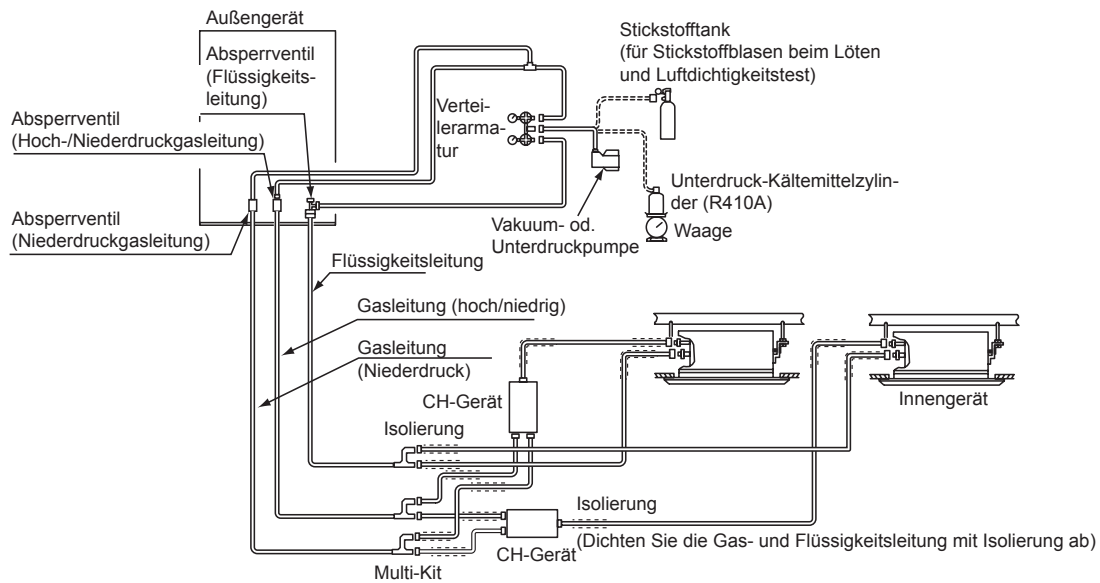 Außengerät
Absperrventil
(Flüssigkeits-
leitung)
Absperrventil
(Hoch-/Niederdruckgasleitung)
Absperrventil
(Niederdruckgasleitung)
Vertei-
lerarma-
tur
Stickstofftank
(für Stickstoffblasen beim Löten
und Luftdichtigkeitstest)
Unterdruck-Kältemittelzylin-
der (R410A)
Waage
Vakuum- od.
Unterdruckpumpe
Flüssigkeitsleitung
Gasleitung (hoch/niedrig)
Gasleitung
(Niederdruck)
CH-Gerät
Isolierung
Innengerät
Isolierung
(Dichten Sie die Gas- und Flüssigkeitsleitung mit Isolierung ab)
CH-Gerät
Multi-Kit